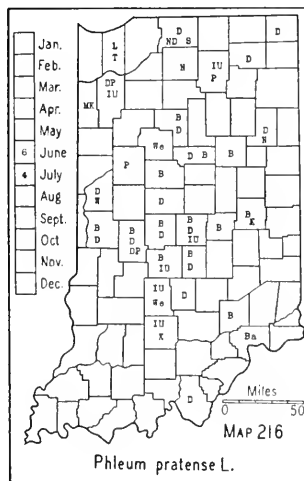 Jan.
Feb.
Mar.
Apr.
May
6 June
4 July
Aug
Sept.
Oct
Nov.
Dec.
L
T
D
ND S
D
DP
IU
N
IU
P
D
MK
B
D
D
N
We
D B
B
P
B
D
W
D
B
D
B
D
DP
B
D
B
D
IU
B
B
K
B
IU
B
D
IU
We
D
IU
K
B
Ba
D
Miles
0 50
MAP 216
Phleum pratense L.